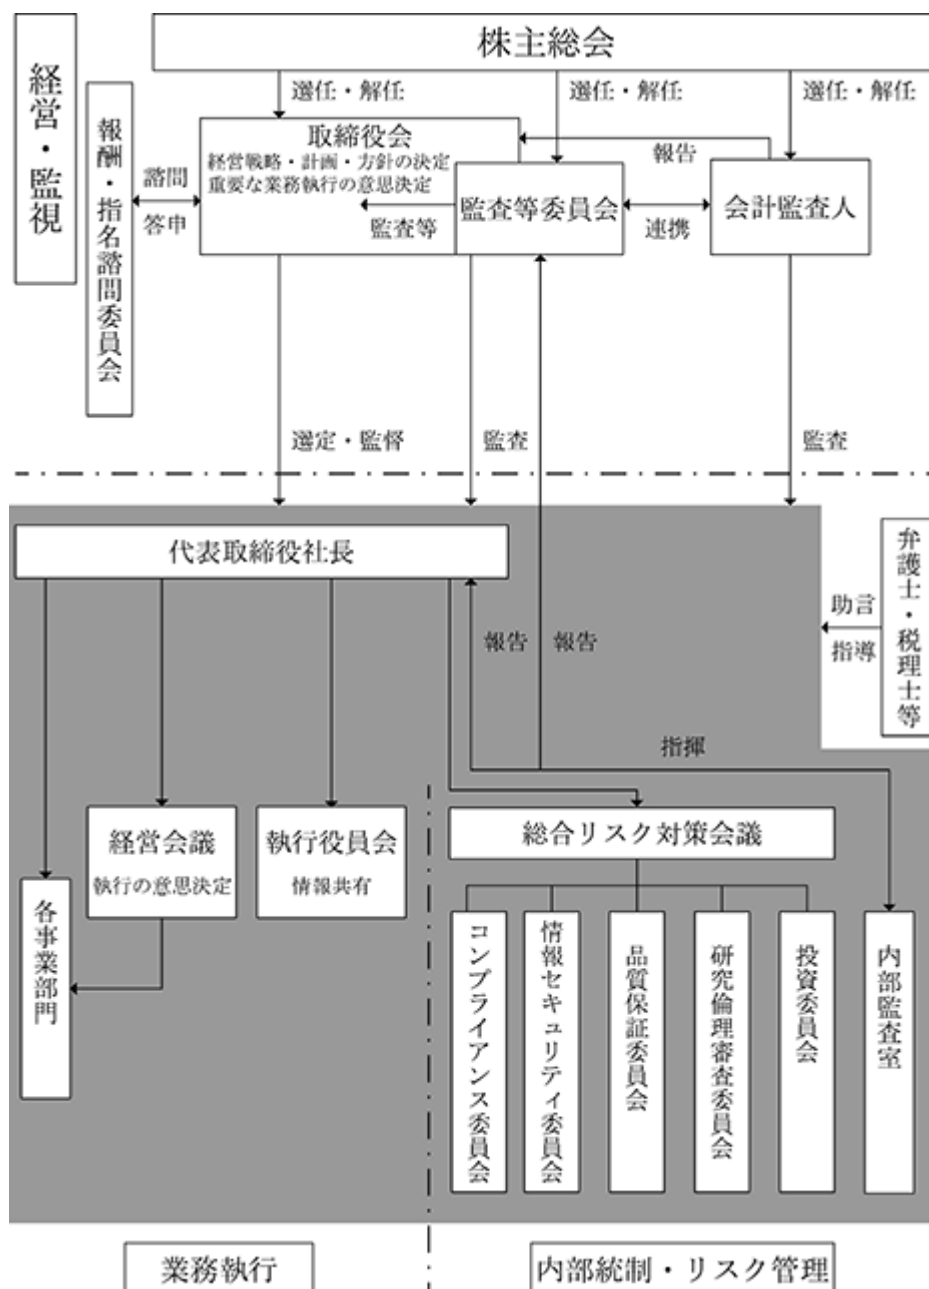 株主総会
経営・監視
選任・解任
選任・解任
選任・解任
報酬・指名諮問委員会
諮問
答申
取締役会
経営戦略・計画・方針の決定
重要な業務執行の意思決定
監査等
監査等委員会
報告
連携
会計監査人
選定・監督
監査
監査
代表取締役社長
弁護士・税理士等
助言
指導
報告
報告
指揮
経営会議
執行の意思決定
執行役員会
情報共有
総合リスク対策会議
各事業部門
コンプライアンス委員会
情報セキュリティ委員会
品質保証委員会
研究倫理審査委員会
投資委員会
内部監査室
業務執行
内部統制・リスク管理